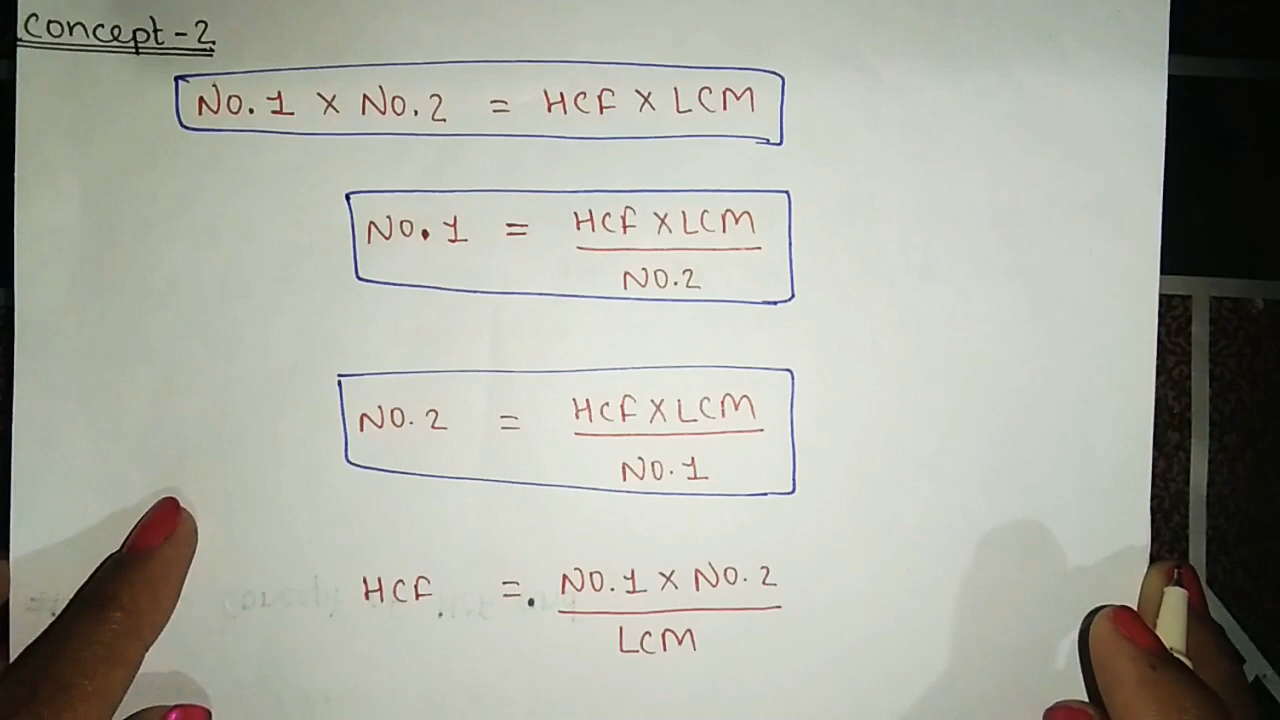 Concept-2
NO.1 X NO.2 = HCF X LCM
NO.1 = HCF X LCM
NO.2
NO.2 = HCF X LCM
NO.1
HCF = NO.1 X NO.2
LCM